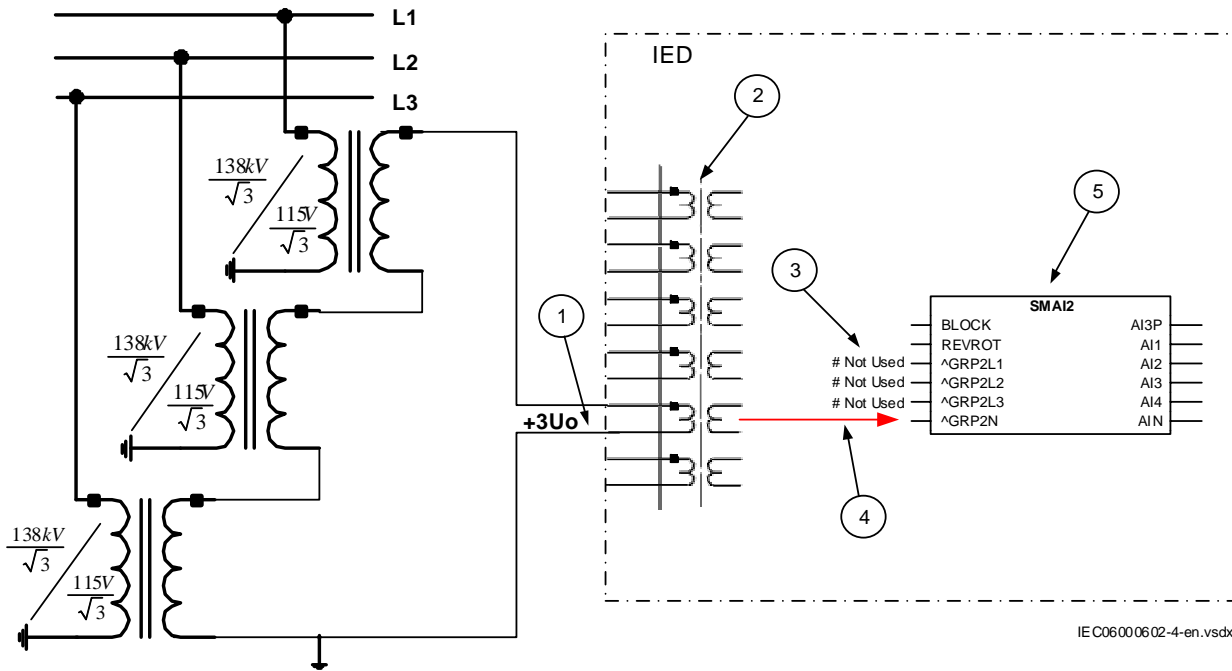 L1
L2
L3
138kV
√3
115V
√3
138kV
√3
115V
√3
138kV
√3
115V
√3
+3Uo
1
IED
2
3
4
5
# Not Used
# Not Used
# Not Used
SMAI2
BLOCK
REVROT
^GRP2L1
^GRP2L2
^GRP2L3
^GRP2N
AI3P
AI1
AI2
AI3
AI4
AIN
IEC06000602-4-en.vsdx